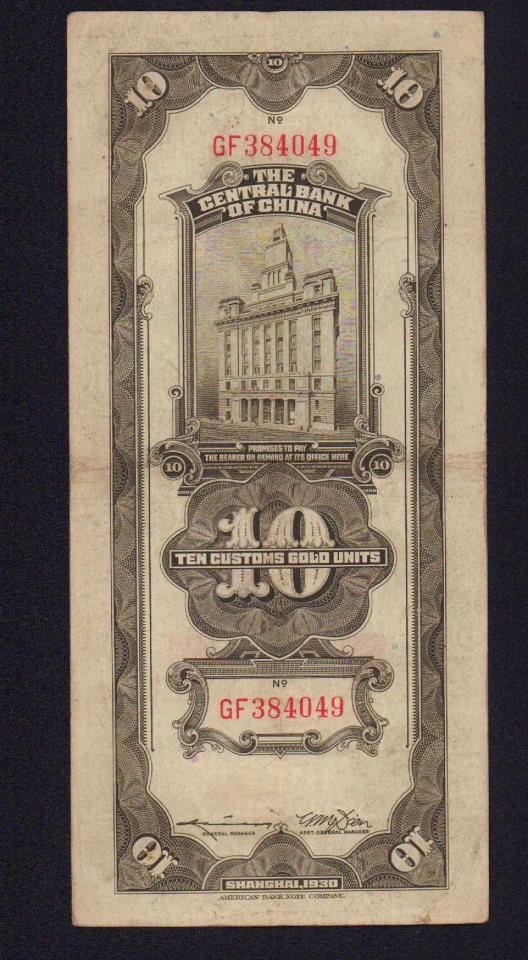 10
10 10
Nº
GF384049
THE
CENTRAL BANK
OF CHINA
PROMISES TO PAY
THE BEARER ON DEMAND AT ITS OFFICE HERE
10 10
10
TEN CUSTOMS GOLD UNITS
Nº
GF384049
GENERAL MANAGER ASST. GENERAL MANAGER
10 10
SHANGHAI, 1930
AMERICAN BANK NOTE COMPANY.